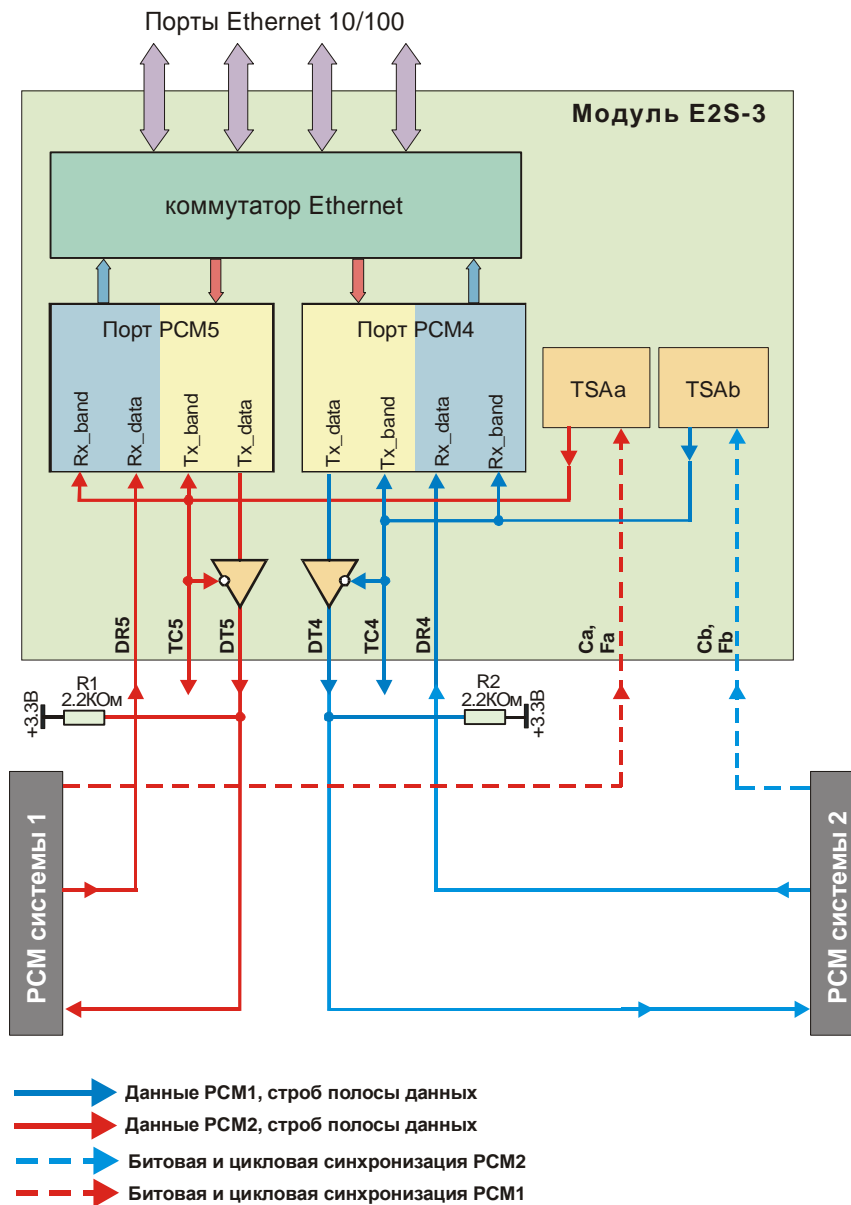 Порты Ethernet 10/100
Модуль E2S-3
коммутатор Ethernet
Порт PCM5
Порт PCM4
TSAa
TSAb
Rx_band
Rx_data
Tx_band
Tx_data
Tx_data
Tx_band
Rx_data
Rx_band
DR5
TC5
DT5
DT4
TC4
DR4
Ca,
Fa
Cb,
Fb
R1
2.2КОм
+3.3В
R2
2.2КОм
+3.3В
PCM системы 1
PCM системы 2
Данные PCM1, строб полосы данных
Данные PCM2, строб полосы данных
Битовая и цикловая синхронизация PCM2
Битовая и цикловая синхронизация PCM1